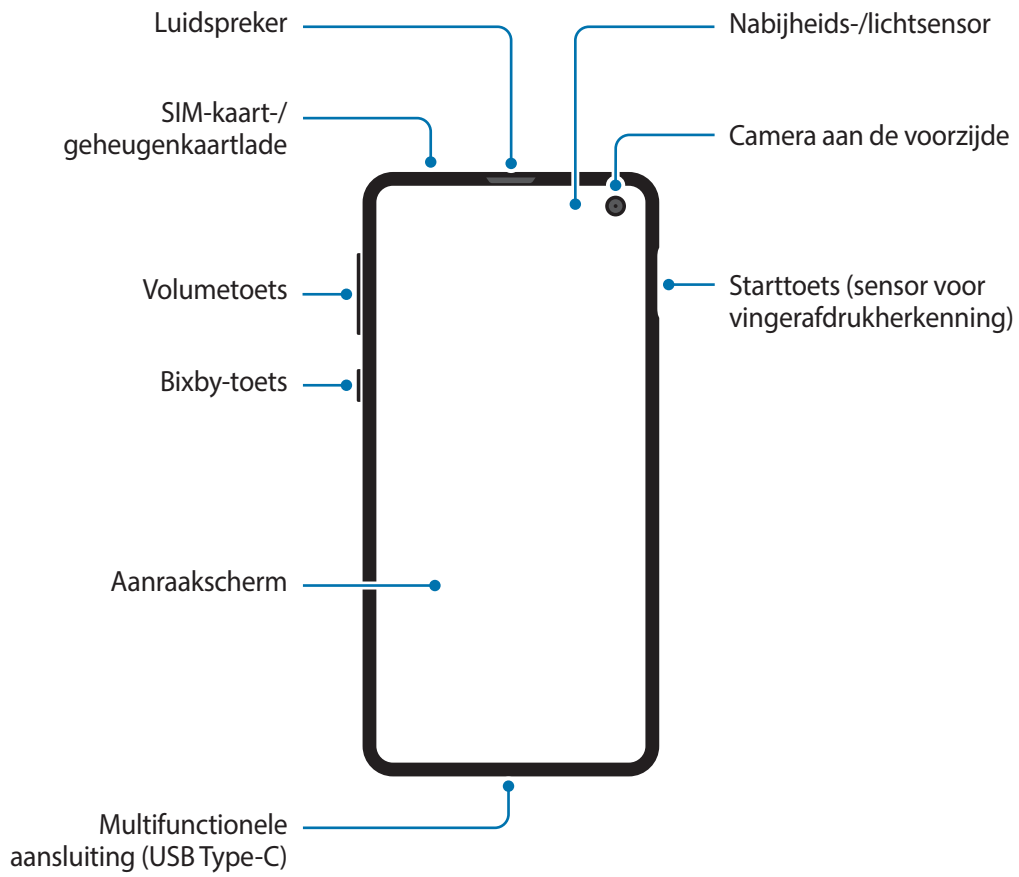 Luidspreker
Nabijheids-/lichtsensor
SIM-kaart-/
geheugenkaartlade
Camera aan de voorzijde
Volumetoets
Starttoets (sensor voor
vingerafdrukherkenning)
Bixby-toets
Aanraakscherm
Multifunctionele
aansluiting (USB Type-C)